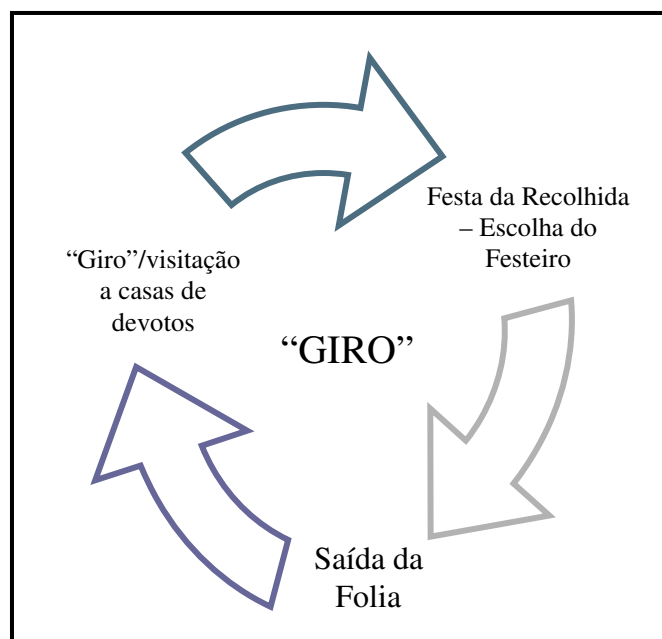 Festa da Recolhida
– Escolha do
Festeiro
“Giro”/visitação
a casas de
devotos
“GIRO”
Saída da
Folia